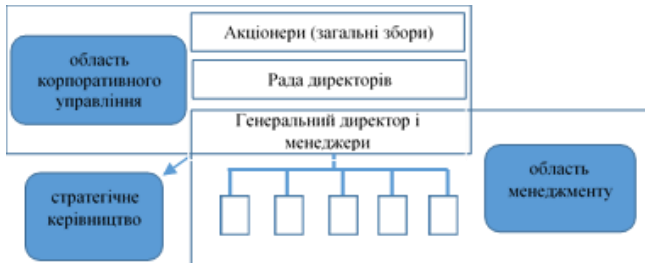 Акціонери (загальні збори)
область
корпоративного
управління
Рада директорів
Генеральний директор і
менеджери
стратегічне
керівництво
область
менеджменту